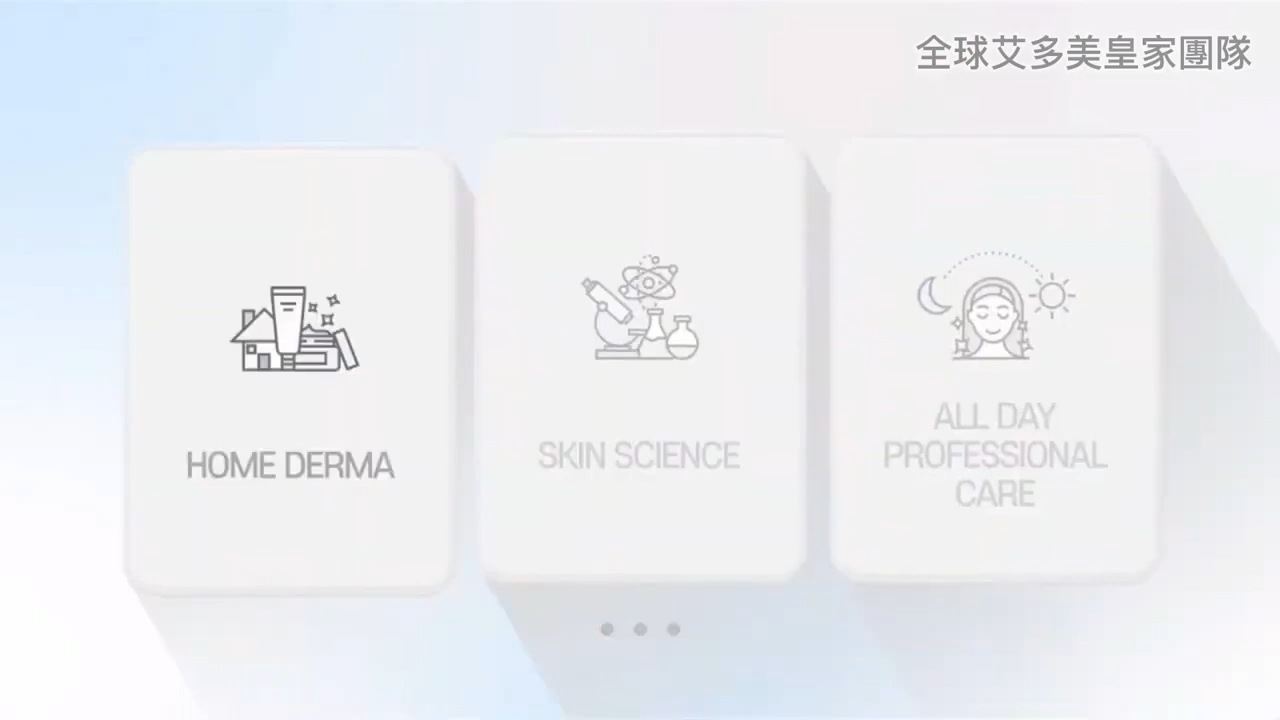 全球艾多美皇家團隊
HOME DERMA
SKIN SCIENCE
ALL DAY
PROFESSIONAL
CARE